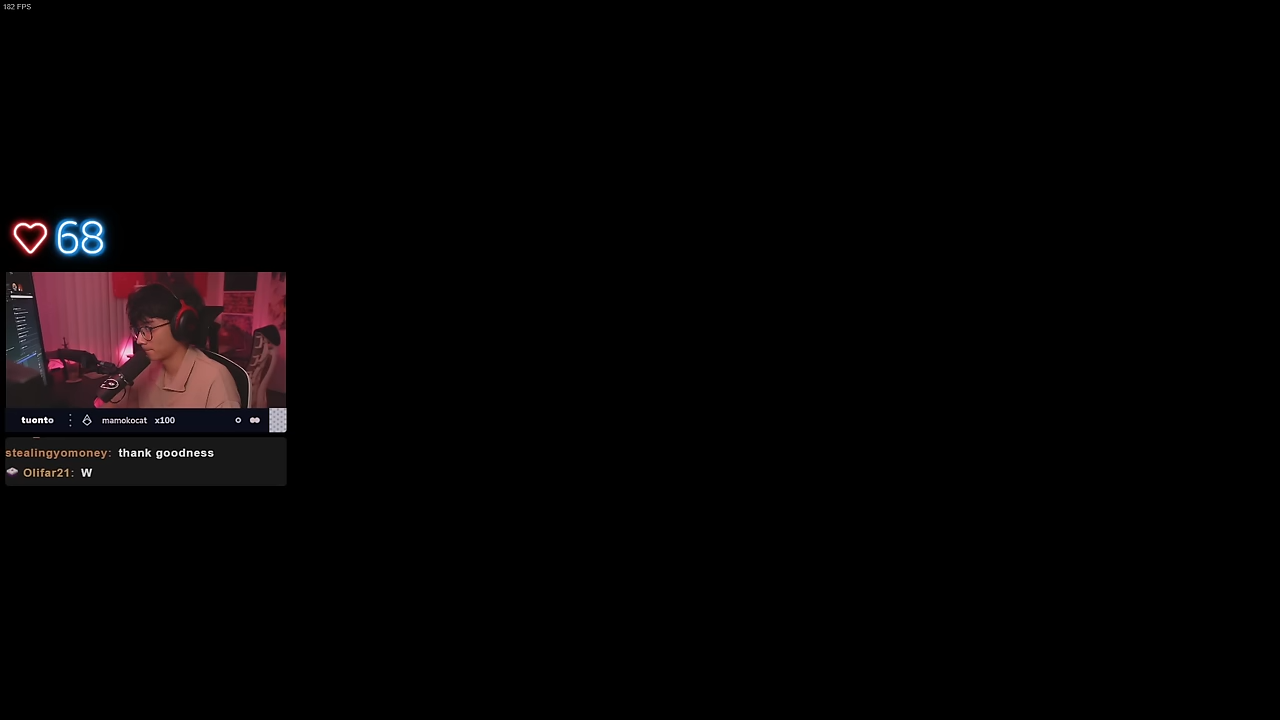 182 FPS
68
tuonto mamokocat x100
stealingyomoney: thank goodness
Olifar21: W